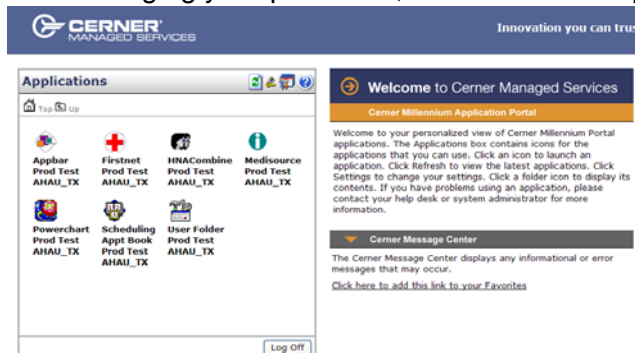 CERNER
MANAGED SERVICES
Innovation you can trus
Applications
Top Up
Appbar
Prod Test
AHAU_TX
Firstnet
Prod Test
AHAU_TX
HNACombine
Prod Test
AHAU_TX
Medisource
Prod Test
AHAU_TX
Powerchart
Prod Test
AHAU_TX
Scheduling
Appt Book
Prod Test
AHAU_TX
User Folder
Prod Test
AHAU_TX
Log Off
Welcome to Cerner Managed Services
Cerner Millennium Application Portal
Welcome to your personalized view of Cerner Millennium Portal
applications. The Applications box contains icons for the
applications that you can use. Click an icon to launch an
application. Click Refresh to view the latest applications. Click
Settings to change your settings. Click a folder icon to display its
contents. If you have problems using an application, please
contact your help desk or system administrator for more
information.
Cerner Message Center
The Cerner Message Center displays any informational or error
messages that may occur.
Click here to add this link to your Favorites